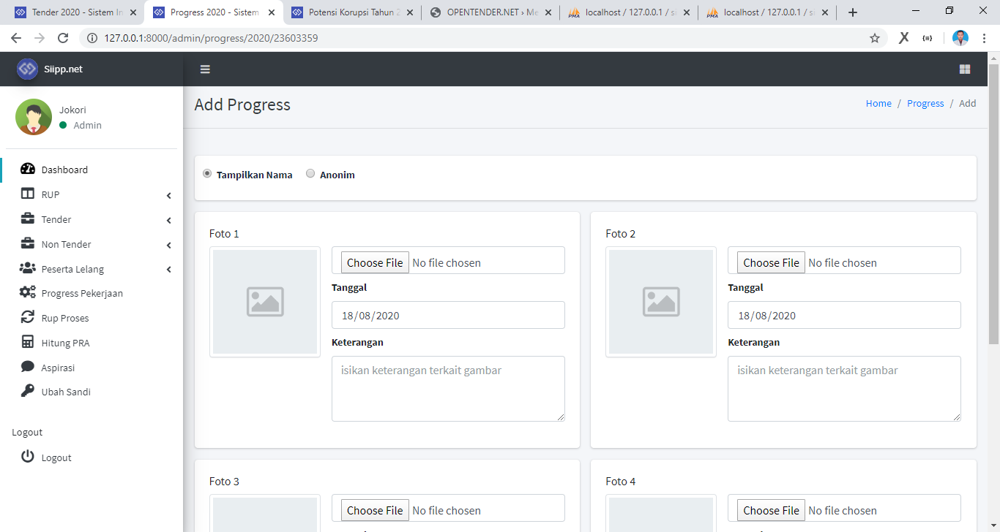 Tender 2020 - Sistem In
Progress 2020 - Sistem
Potensi Korupsi Tahun 2
OPENTENDER.NET › Me
localhost / 127.0.0.1 / si
localhost / 127.0.0.1 / si
127.0.0.1:8000/admin/progress/2020/23603359
Siipp.net
Jokori
Admin
Dashboard
RUP
Tender
Non Tender
Peserta Lelang
Progress Pekerjaan
Rup Proses
Hitung PRA
Aspirasi
Ubah Sandi
Logout
Logout
Add Progress
Home / Progress / Add
Tampilkan Nama Anonim
Foto 1
Choose File No file chosen
Tanggal
18/08/2020
Keterangan
isikan keterangan terkait gambar
Foto 2
Choose File No file chosen
Tanggal
18/08/2020
Keterangan
isikan keterangan terkait gambar
Foto 3
Choose File No file chosen
Foto 4
Choose File No file chosen